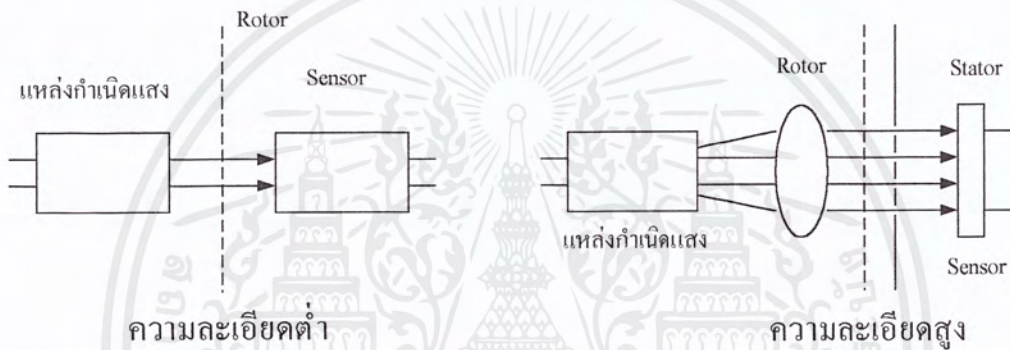 Rotor
แหล่งกำเนิดแสง
Sensor
ความละเอียดต่ำ
Rotor
Stator
แหล่งกำเนิดแสง
Sensor
ความละเอียดสูง